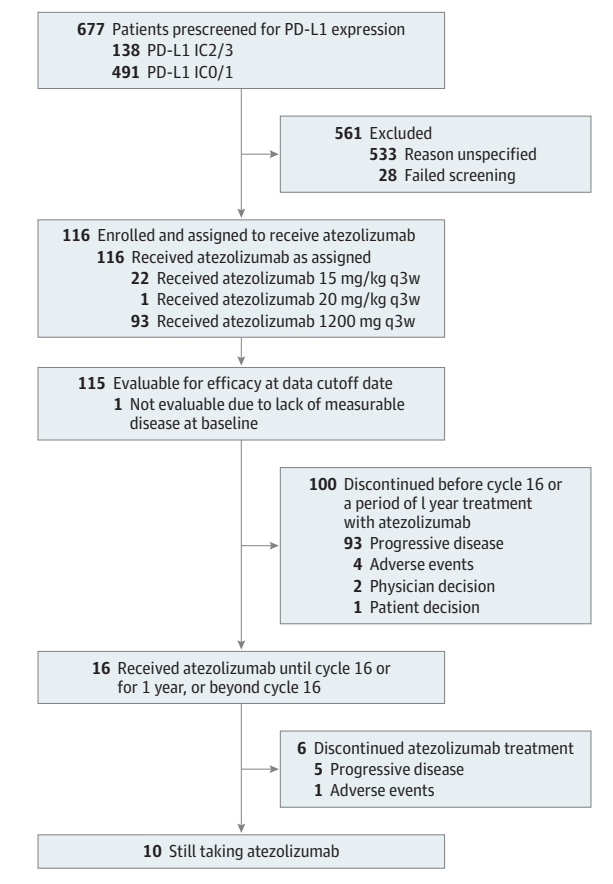 677 Patients prescreened for PD-L1 expression
138 PD-L1 IC2/3
491 PD-L1 IC0/1
561 Excluded
533 Reason unspecified
28 Failed screening
116 Enrolled and assigned to receive atezolizumab
116 Received atezolizumab as assigned
22 Received atezolizumab 15 mg/kg q3w
1 Received atezolizumab 20 mg/kg q3w
93 Received atezolizumab 1200 mg q3w
115 Evaluable for efficacy at data cutoff date
1 Not evaluable due to lack of measurable
disease at baseline
100 Discontinued before cycle 16 or
a period of l year treatment
with atezolizumab
93 Progressive disease
4 Adverse events
2 Physician decision
1 Patient decision
16 Received atezolizumab until cycle 16 or
for 1 year, or beyond cycle 16
6 Discontinued atezolizumab treatment
5 Progressive disease
1 Adverse events
10 Still taking atezolizumab